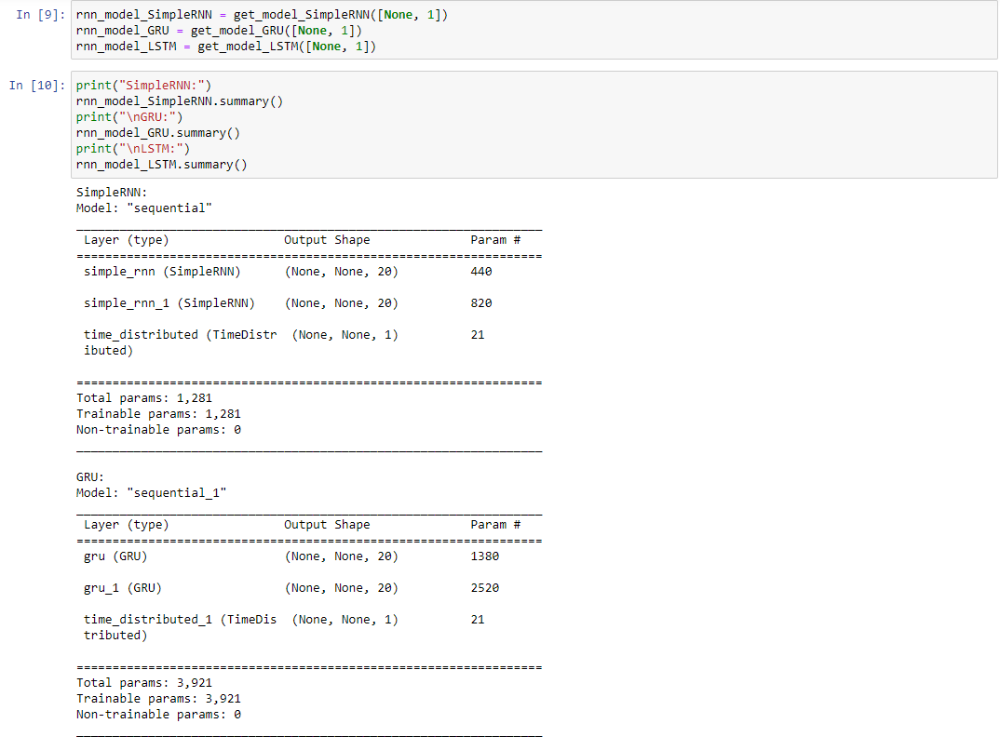 In [9]: rnn_model_SimpleRNN = get_model_SimpleRNN([None, 1])
rnn_model_GRU = get_model_GRU([None, 1])
rnn_model_LSTM = get_model_LSTM([None, 1])
In [10]: print("SimpleRNN:")
rnn_model_SimpleRNN.summary()
print("\nGRU:")
rnn_model_GRU.summary()
print("\nLSTM:")
rnn_model_LSTM.summary()
SimpleRNN:
Model: "sequential"
_________________________________________________________________
Layer (type) Output Shape Param #
=================================================================
simple_rnn (SimpleRNN) (None, None, 20) 440
simple_rnn_1 (SimpleRNN) (None, None, 20) 820
time_distributed (TimeDistr (None, None, 1) 21
ibuted)
=================================================================
Total params: 1,281
Trainable params: 1,281
Non-trainable params: 0
_________________________________________________________________
GRU:
Model: "sequential_1"
_________________________________________________________________
Layer (type) Output Shape Param #
=================================================================
gru (GRU) (None, None, 20) 1380
gru_1 (GRU) (None, None, 20) 2520
time_distributed_1 (TimeDis (None, None, 1) 21
tributed)
=================================================================
Total params: 3,921
Trainable params: 3,921
Non-trainable params: 0
_________________________________________________________________